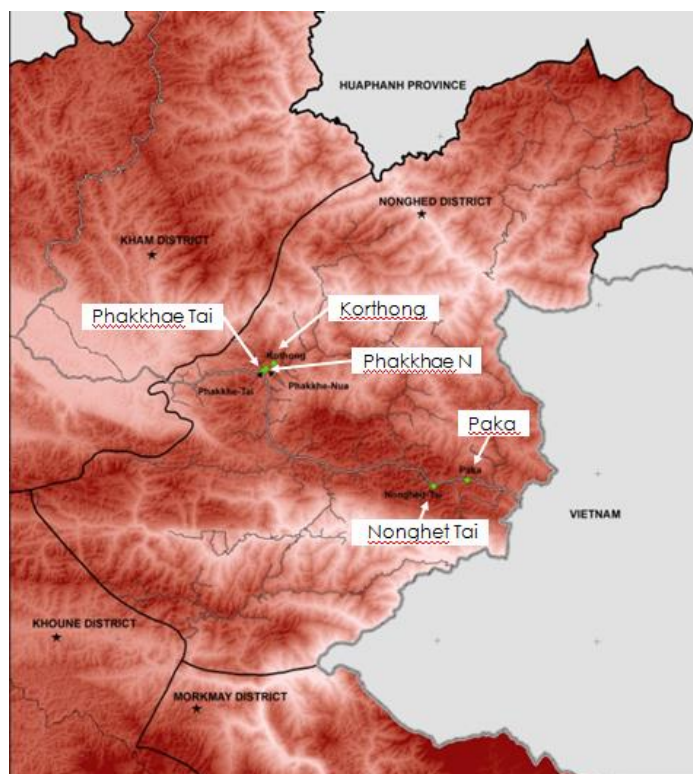 HUAPHANH PROVINCE
NONGHED DISTRICT
KHAM DISTRICT
Phakkhae Tai
Korthong
Korthong
Phakkhae N
Phakkhe-Tai
Phakkhe-Nua
Paka
Paka
Nonghed-Tai
VIETNAM
Nonghet Tai
KHOUNE DISTRICT
MORKMAY DISTRICT